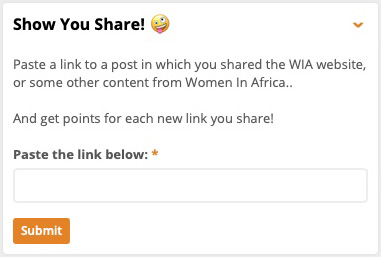 Show You Share! 🤪
Paste a link to a post in which you shared the WIA website,
or some other content from Women In Africa..
And get points for each new link you share!
Paste the link below: *
Submit